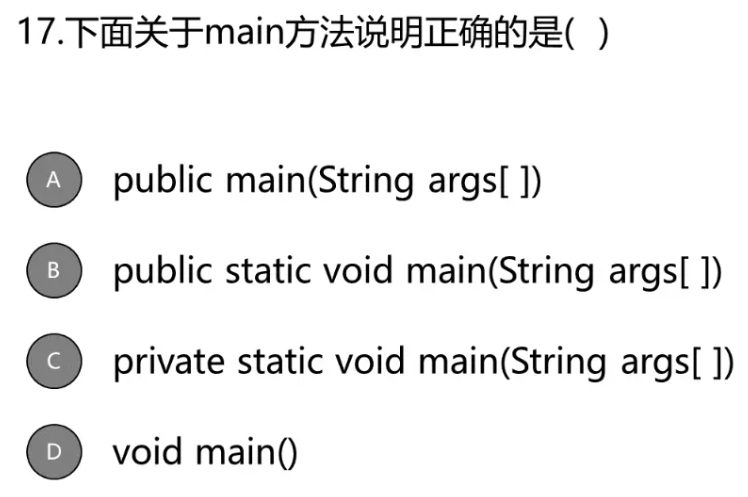 17.下面关于main方法说明正确的是(  )
A public main(String args[ ])
B public static void main(String args[ ])
C private static void main(String args[ ])
D void main()